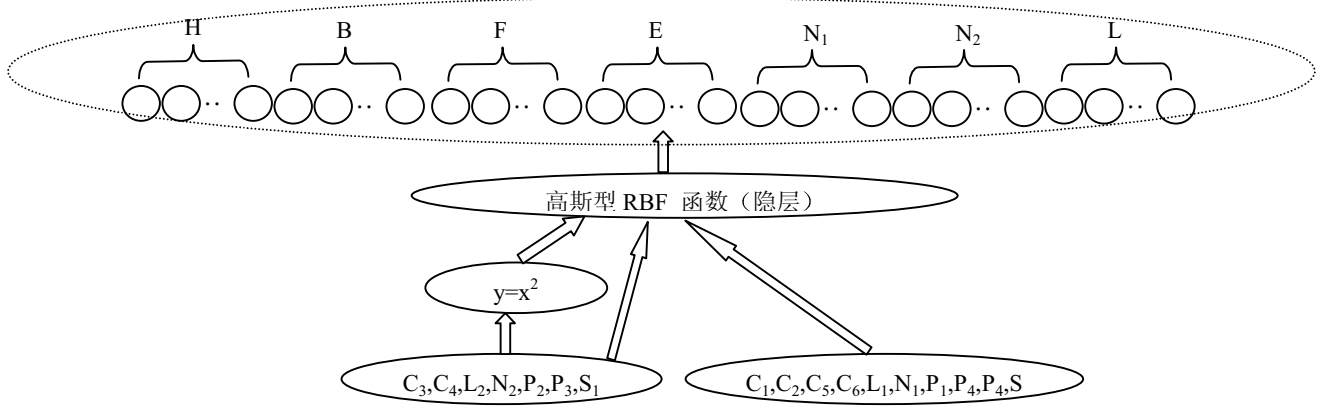 H B F E N₁ N₂ L
·· ·· ·· ·· ·· ·· ··
高斯型 RBF 函数（隐层）
y=x²
C₃,C₄,L₂,N₂,P₂,P₃,S₁
C₁,C₂,C₅,C₆,L₁,N₁,P₁,P₄,P₄,S